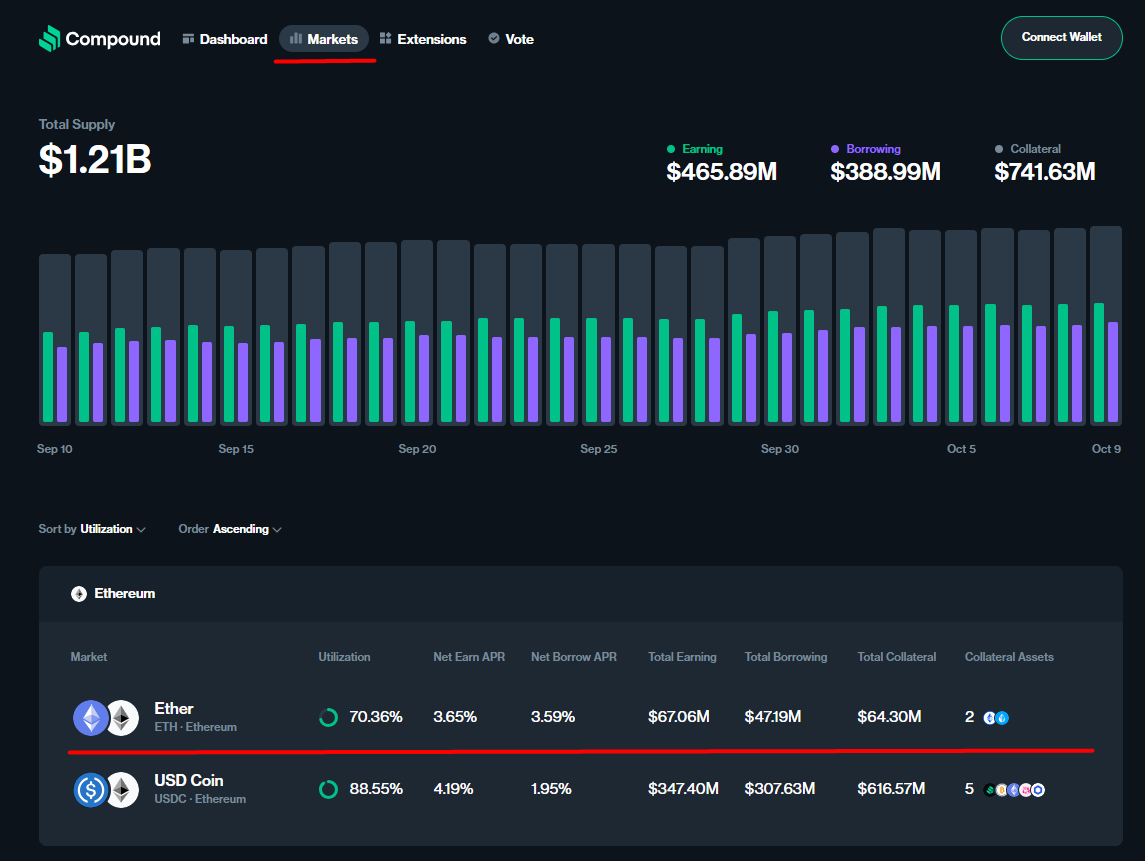 Compound Dashboard Markets Extensions Vote Connect Wallet
Total Supply
$1.21B
Earning Borrowing Collateral
$465.89M $388.99M $741.63M
Sep 10 Sep 15 Sep 20 Sep 25 Sep 30 Oct 5 Oct 9
Sort by Utilization Order Ascending
Ethereum
Market Utilization Net Earn APR Net Borrow APR Total Earning Total Borrowing Total Collateral Collateral Assets
Ether 70.36% 3.65% 3.59% $67.06M $47.19M $64.30M 2
ETH · Ethereum
USD Coin 88.55% 4.19% 1.95% $347.40M $307.63M $616.57M 5
USDC · Ethereum